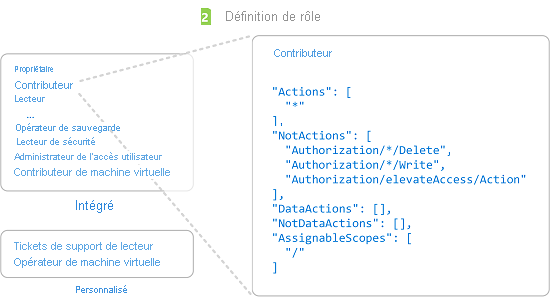 2 Définition de rôle
Propriétaire
Contributeur
Lecteur
...
Opérateur de sauvegarde
Lecteur de sécurité
Administrateur de l'accès utilisateur
Contributeur de machine virtuelle
Intégré
Tickets de support de lecteur
Opérateur de machine virtuelle
Personnalisé
Contributeur
"Actions": [
"*"
],
"NotActions": [
"Authorization/*/Delete",
"Authorization/*/Write",
"Authorization/elevateAccess/Action"
],
"DataActions": [],
"NotDataActions": [],
"AssignableScopes": [
"/"
]